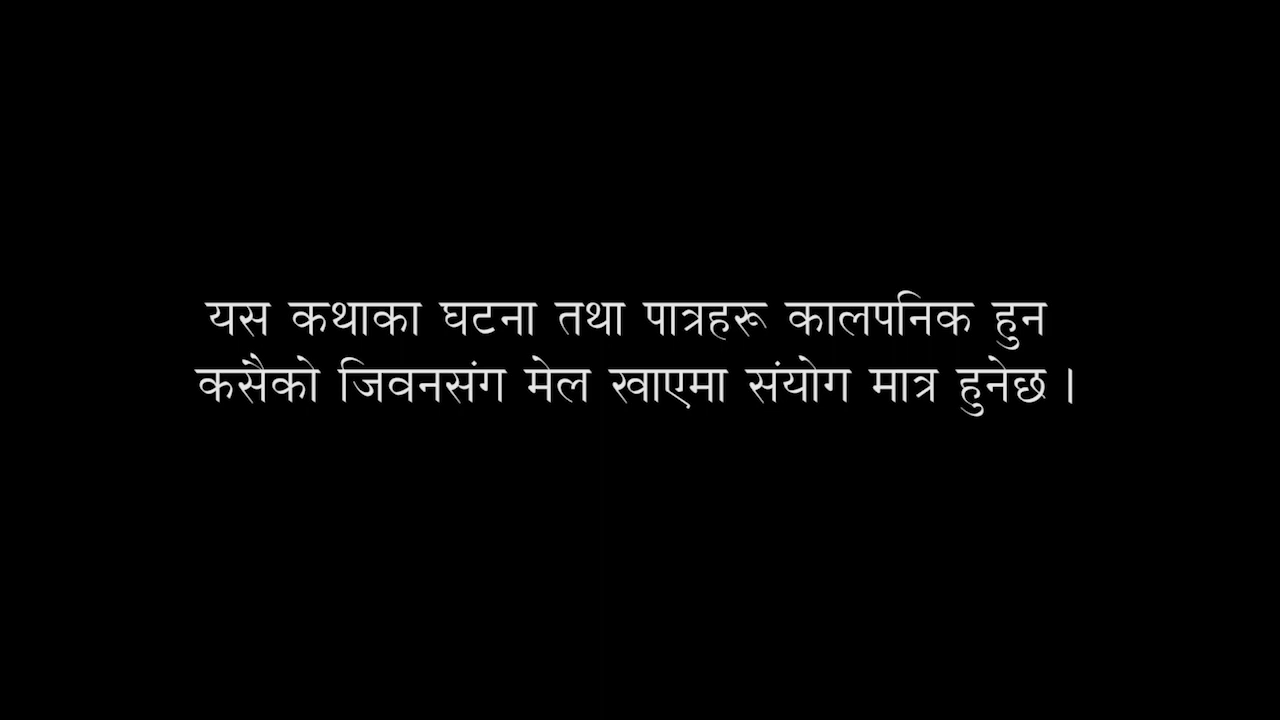 यस कथाका घटना तथा पात्रहरू कालपनिक हुन
कसैको जिवनसंग मेल खाएमा संयोग मात्र हुनेछ ।